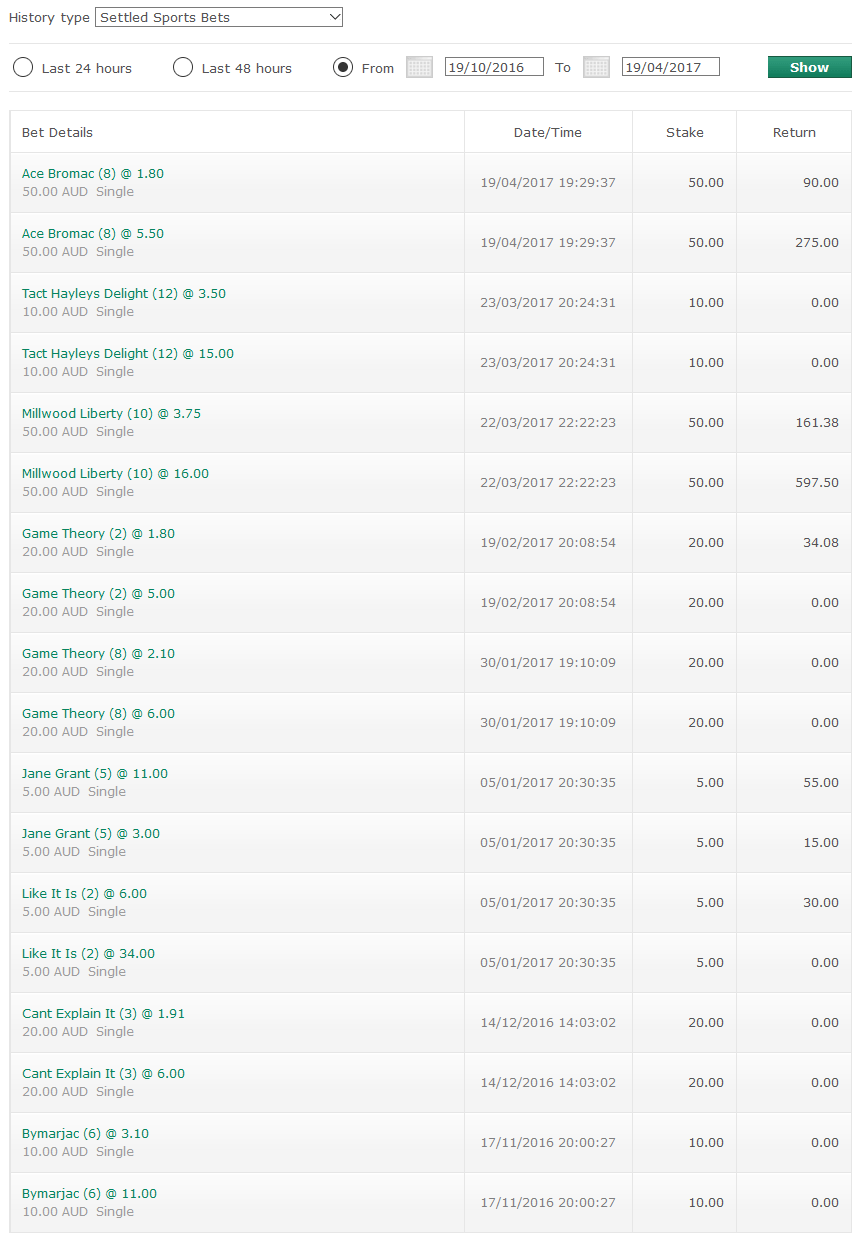 History type Settled Sports Bets
Last 24 hours Last 48 hours From 19/10/2016 To 19/04/2017 Show
Bet Details Date/Time Stake Return
Ace Bromac (8) @ 1.80
50.00 AUD Single 19/04/2017 19:29:37 50.00 90.00
Ace Bromac (8) @ 5.50
50.00 AUD Single 19/04/2017 19:29:37 50.00 275.00
Tact Hayleys Delight (12) @ 3.50
10.00 AUD Single 23/03/2017 20:24:31 10.00 0.00
Tact Hayleys Delight (12) @ 15.00
10.00 AUD Single 23/03/2017 20:24:31 10.00 0.00
Millwood Liberty (10) @ 3.75
50.00 AUD Single 22/03/2017 22:22:23 50.00 161.38
Millwood Liberty (10) @ 16.00
50.00 AUD Single 22/03/2017 22:22:23 50.00 597.50
Game Theory (2) @ 1.80
20.00 AUD Single 19/02/2017 20:08:54 20.00 34.08
Game Theory (2) @ 5.00
20.00 AUD Single 19/02/2017 20:08:54 20.00 0.00
Game Theory (8) @ 2.10
20.00 AUD Single 30/01/2017 19:10:09 20.00 0.00
Game Theory (8) @ 6.00
20.00 AUD Single 30/01/2017 19:10:09 20.00 0.00
Jane Grant (5) @ 11.00
5.00 AUD Single 05/01/2017 20:30:35 5.00 55.00
Jane Grant (5) @ 3.00
5.00 AUD Single 05/01/2017 20:30:35 5.00 15.00
Like It Is (2) @ 6.00
5.00 AUD Single 05/01/2017 20:30:35 5.00 30.00
Like It Is (2) @ 34.00
5.00 AUD Single 05/01/2017 20:30:35 5.00 0.00
Cant Explain It (3) @ 1.91
20.00 AUD Single 14/12/2016 14:03:02 20.00 0.00
Cant Explain It (3) @ 6.00
20.00 AUD Single 14/12/2016 14:03:02 20.00 0.00
Bymarjac (6) @ 3.10
10.00 AUD Single 17/11/2016 20:00:27 10.00 0.00
Bymarjac (6) @ 11.00
10.00 AUD Single 17/11/2016 20:00:27 10.00 0.00